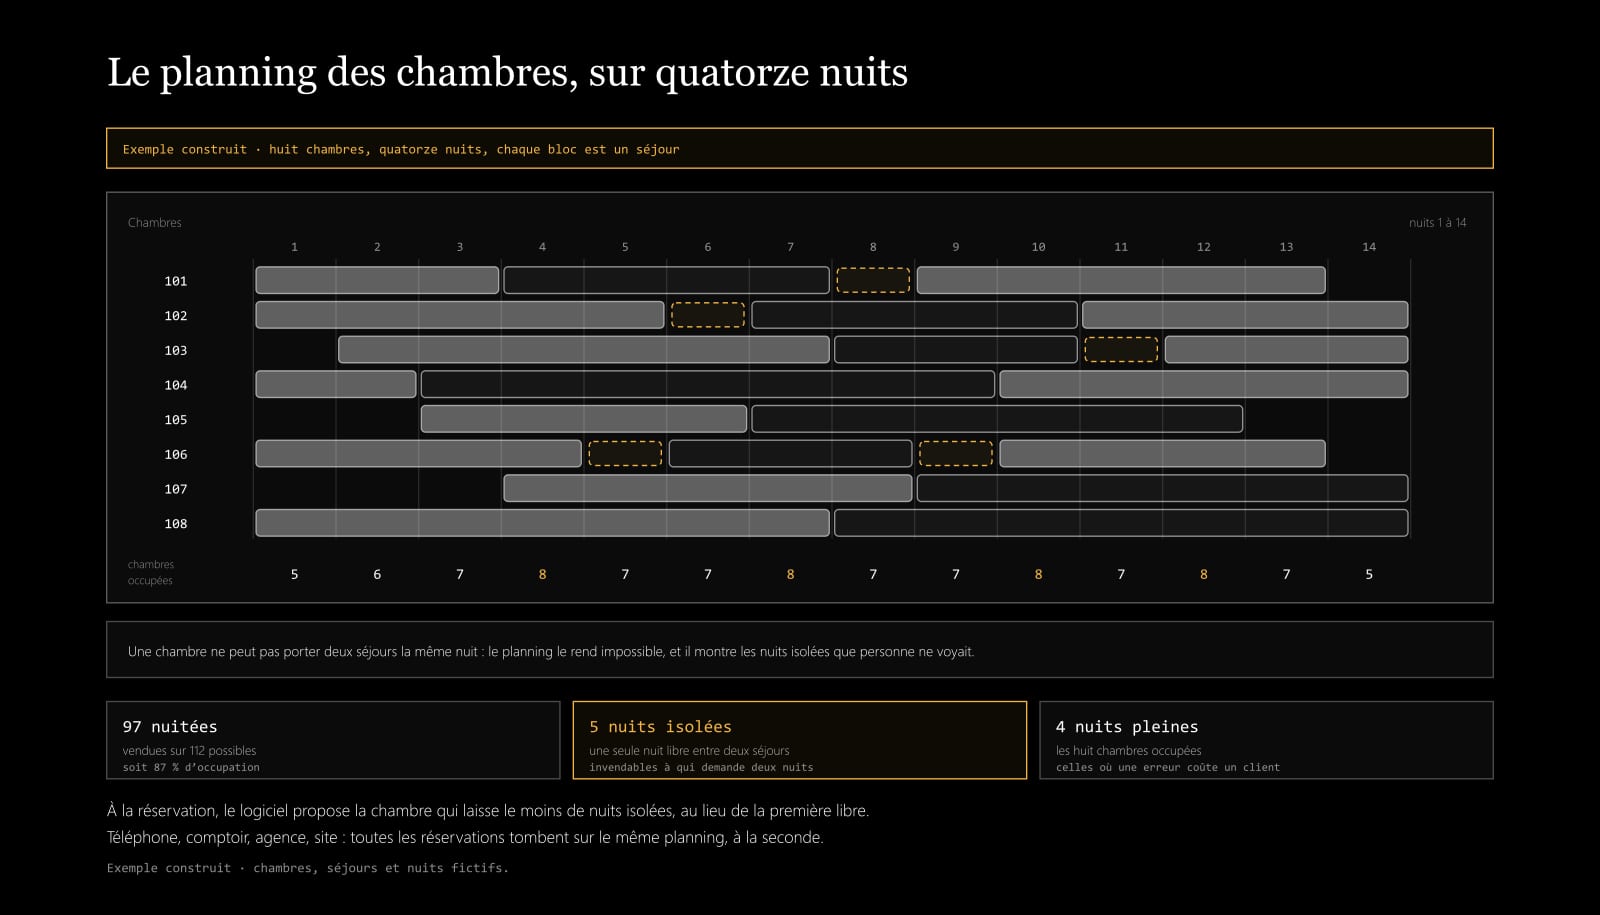 Le planning des chambres, sur quatorze nuits
Exemple construit · huit chambres, quatorze nuits, chaque bloc est un séjour
Chambres
nuits 1 à 14
1 2 3 4 5 6 7 8 9 10 11 12 13 14
101
102
103
104
105
106
107
108
chambres
occupées
5 6 7 8 7 7 8 7 7 8 7 8 7 5
Une chambre ne peut pas porter deux séjours la même nuit : le planning le rend impossible, et il montre les nuits isolées que personne ne voyait.
97 nuitées
vendues sur 112 possibles
soit 87 % d'occupation
5 nuits isolées
une seule nuit libre entre deux séjours
invendables à qui demande deux nuits
4 nuits pleines
les huit chambres occupées
celles où une erreur coûte un client
À la réservation, le logiciel propose la chambre qui laisse le moins de nuits isolées, au lieu de la première libre.
Téléphone, comptoir, agence, site : toutes les réservations tombent sur le même planning, à la seconde.
Exemple construit · chambres, séjours et nuits fictifs.